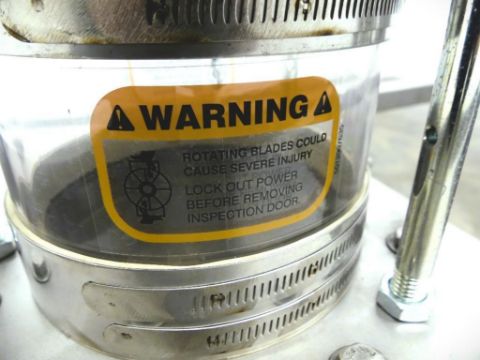 WARNING
ROTATING BLADES COULD
CAUSE SEVERE INJURY
LOCK OUT POWER
BEFORE REMOVING
INSPECTION DOOR.